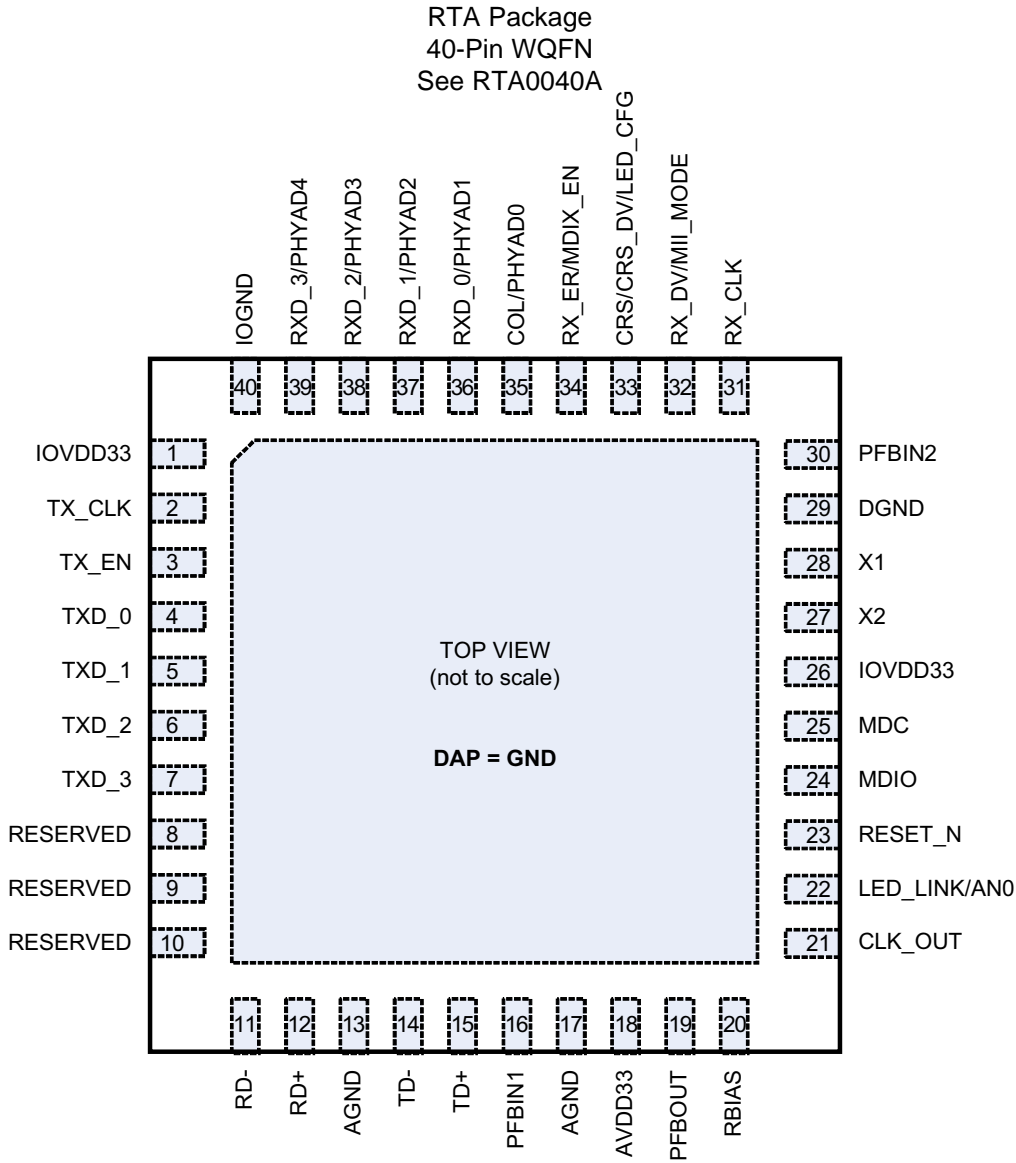 RTA Package
40-Pin WQFN
See RTA0040A
IOGND
RXD_3/PHYAD4
RXD_2/PHYAD3
RXD_1/PHYAD2
RXD_0/PHYAD1
COL/PHYAD0
RX_ER/MDIX_EN
CRS/CRS_DV/LED_CFG
RX_DV/MII_MODE
RX_CLK
40 39 38 37 36 35 34 33 32 31
IOVDD33 1
TX_CLK 2
TX_EN 3
TXD_0 4
TXD_1 5
TXD_2 6
TXD_3 7
RESERVED 8
RESERVED 9
RESERVED 10
TOP VIEW
(not to scale)
DAP = GND
30 PFBIN2
29 DGND
28 X1
27 X2
26 IOVDD33
25 MDC
24 MDIO
23 RESET_N
22 LED_LINK/AN0
21 CLK_OUT
11 12 13 14 15 16 17 18 19 20
RD-
RD+
AGND
TD-
TD+
PFBIN1
AGND
AVDD33
PFBOUT
RBIAS